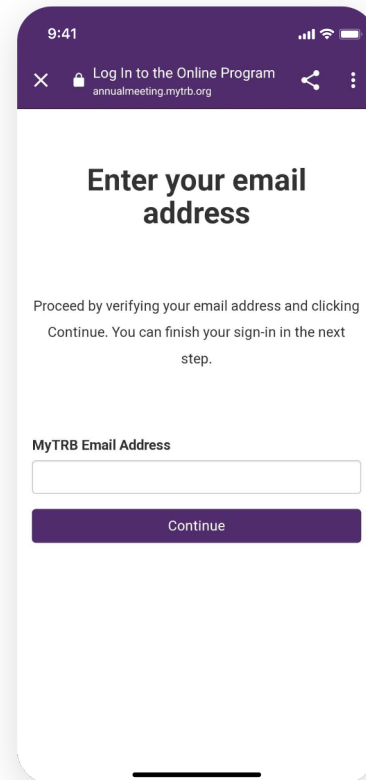 9:41
Log In to the Online Program
annualmeeting.mytrb.org
Enter your email
address
Proceed by verifying your email address and clicking
Continue. You can finish your sign-in in the next
step.
MyTRB Email Address
Continue